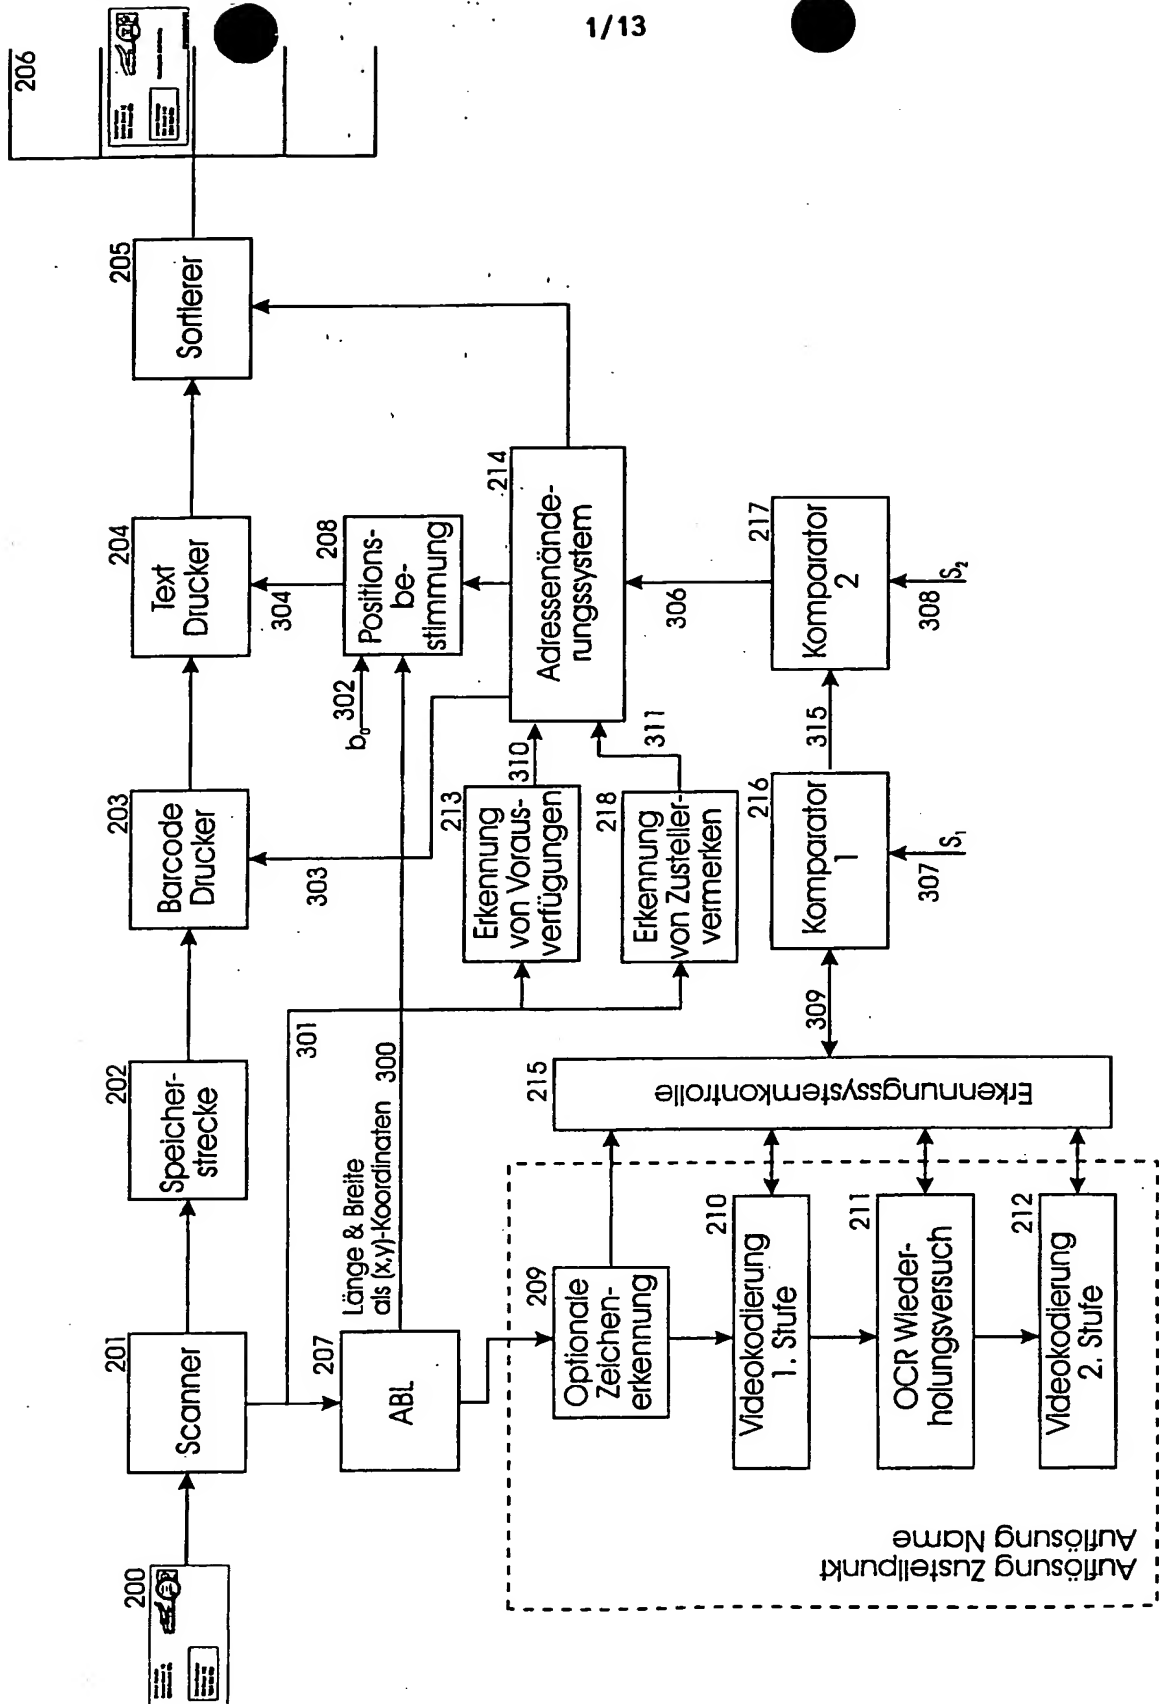 1/13
200
201
Scanner
202
Speicher-
strecke
203
Barcode
Drucker
204
Text
Drucker
205
Sortierer
206
301
303
304
207
ABL
Länge & Breite
als (x,y)-Koordinaten 300
b₀ 302
208
Positions-
be-
stimmung
213
Erkennung
von Voraus-
verfügungen
310
218
Erkennung
von Zusteller-
vermerken
311
214
Adressenände-
rungssystem
306
209
Optionale
Zeichen-
erkennung
210
Videokodierung
1. Stufe
211
OCR Wieder-
holungsversuch
212
Videokodierung
2. Stufe
215
Erkennungssystemkontrolle
309
216
Komparator
1
307 S₁
315
217
Komparator
2
308 S₂
Auflösung Zustellpunkt
Auflösung Name